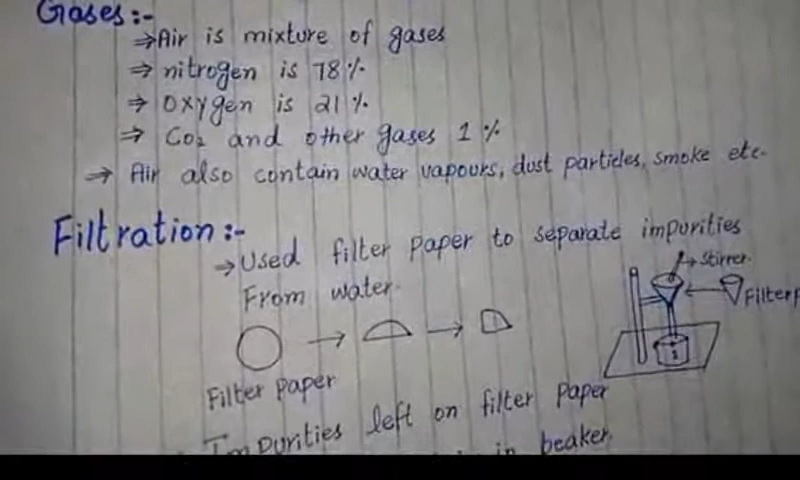 Gases:-
⇒ Air is mixture of gases
⇒ nitrogen is 78%
⇒ Oxygen is 21%
⇒ CO₂ and other gases 1%
⇒ Air also contain water vapours, dust particles, smoke etc.
Filtration:-
→ Used filter paper to separate impurities
From water.
→ stirrer
Filter
Filter paper
Impurities left on filter paper
in beaker.